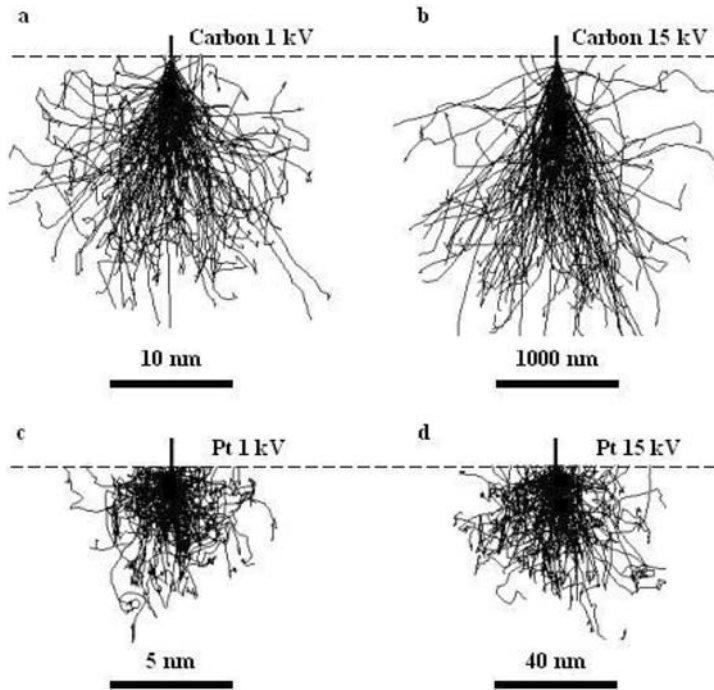 a
Carbon 1 kV
b
Carbon 15 kV
10 nm
1000 nm
c
Pt 1 kV
d
Pt 15 kV
5 nm
40 nm